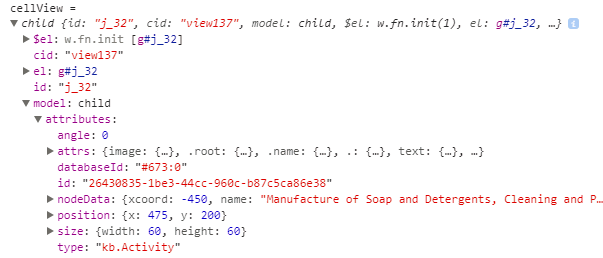 cellView =
▼child {id: "j_32", cid: "view137", model: child, $el: w.fn.init(1), el: g#j_32, …} i
▶$el: w.fn.init [g#j_32]
cid: "view137"
▶el: g#j_32
id: "j_32"
▼model: child
▼attributes:
angle: 0
▶attrs: {image: {…}, .root: {…}, .name: {…}, .: {…}, text: {…}, …}
databaseId: "#673:0"
id: "26430835-1be3-44cc-960c-b87c5ca86e38"
▶nodeData: {xcoord: -450, name: "Manufacture of Soap and Detergents, Cleaning and P…
▶position: {x: 475, y: 200}
▶size: {width: 60, height: 60}
type: "kb.Activity"